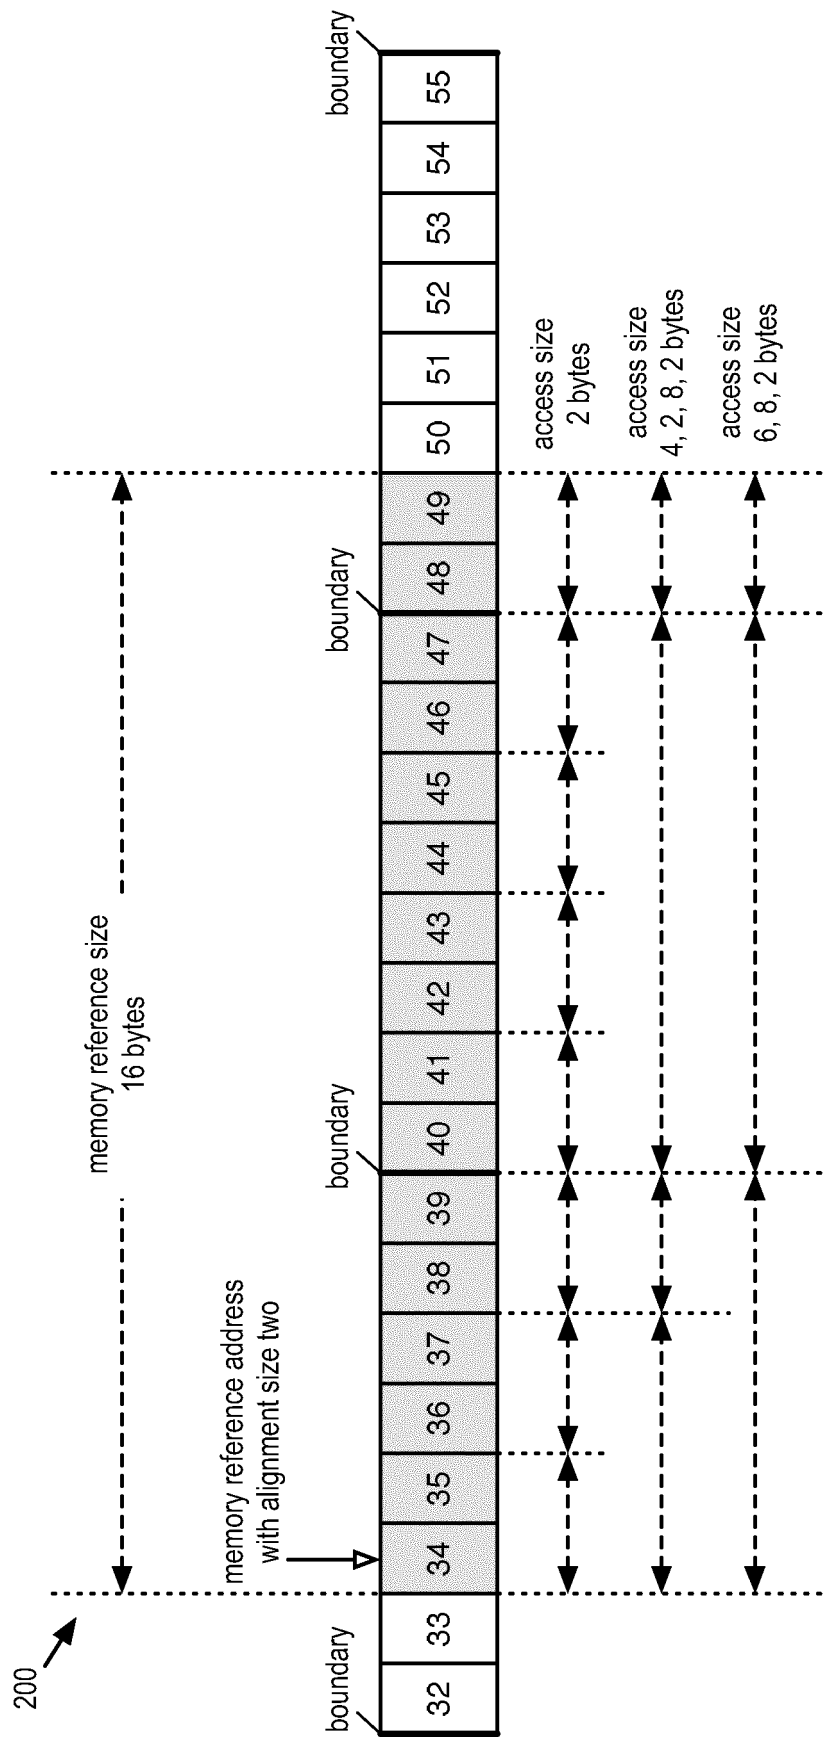 200
memory reference size
16 bytes
memory reference address
with alignment size two
boundary
boundary
boundary
boundary
32 33 34 35 36 37 38 39 40 41 42 43 44 45 46 47 48 49 50 51 52 53 54 55
access size
2 bytes
access size
4, 2, 8, 2 bytes
access size
6, 8, 2 bytes